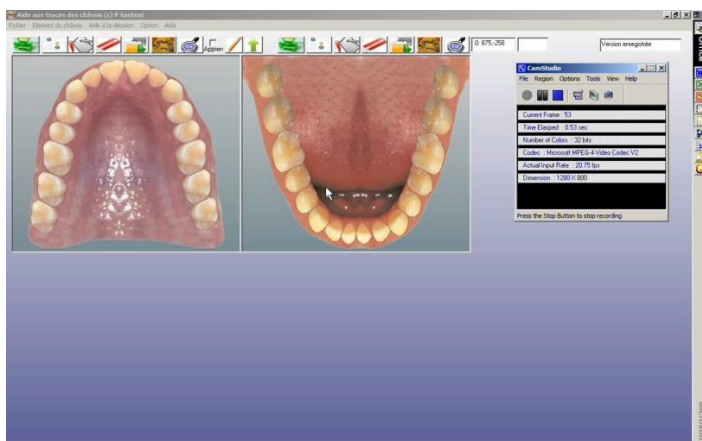 Aide aux tracés des châssis (c) P Santoni
Fichier Elément du châssis Aide à la décision Option Aide
Appren
0: 875;-258
Version enregistrée
CamStudio
File Region Options Tools View Help
Current Frame : 53
Time Elapsed : 0.53 sec
Number of Colors : 32 bits
Codec : Microsoft MPEG-4 Video Codec V2
Actual Input Rate : 20.75 fps
Dimension : 1280 X 800
Press the Stop Button to stop recording
Office